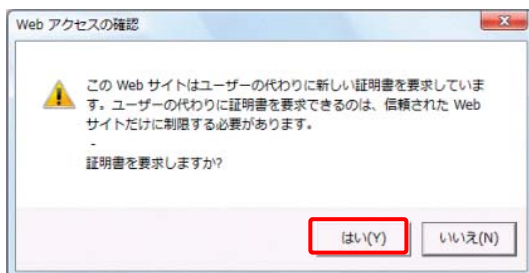 Web アクセスの確認
この Web サイトはユーザーの代わりに新しい証明書を要求していま
す。ユーザーの代わりに証明書を要求できるのは、信頼された Web
サイトだけに制限する必要があります。
-
証明書を要求しますか?
はい(Y)
いいえ(N)